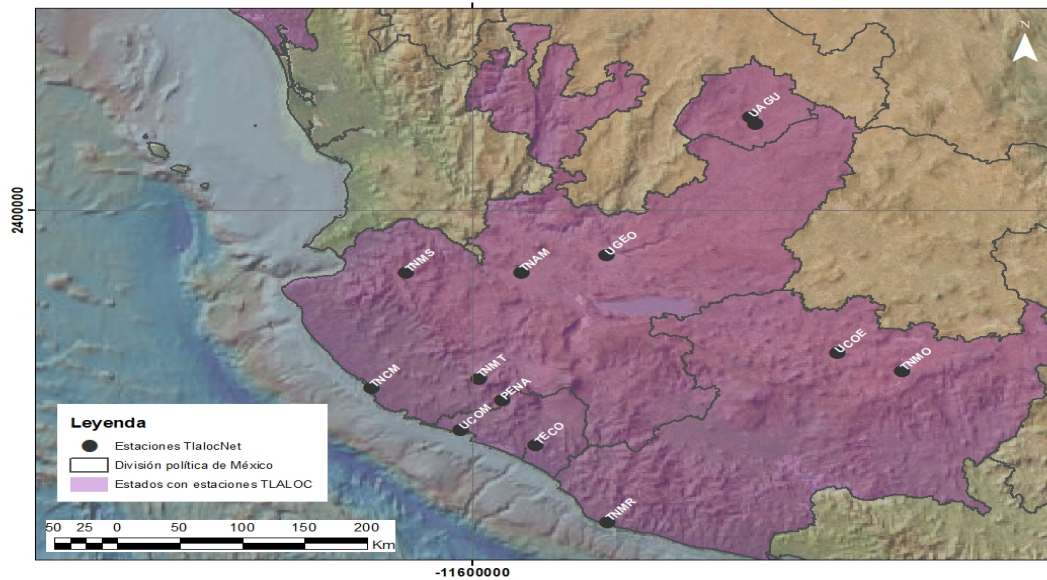 N
UAGU
2400000
UGEO
TNMS
TNAM
UCOE
TNMO
TNCM
TNMT
PENA
UCOM
TECO
TNMR
Leyenda
Estaciones TlalocNet
División política de México
Estados con estaciones TLALOC
50 25 0 50 100 150 200
Km
-11600000